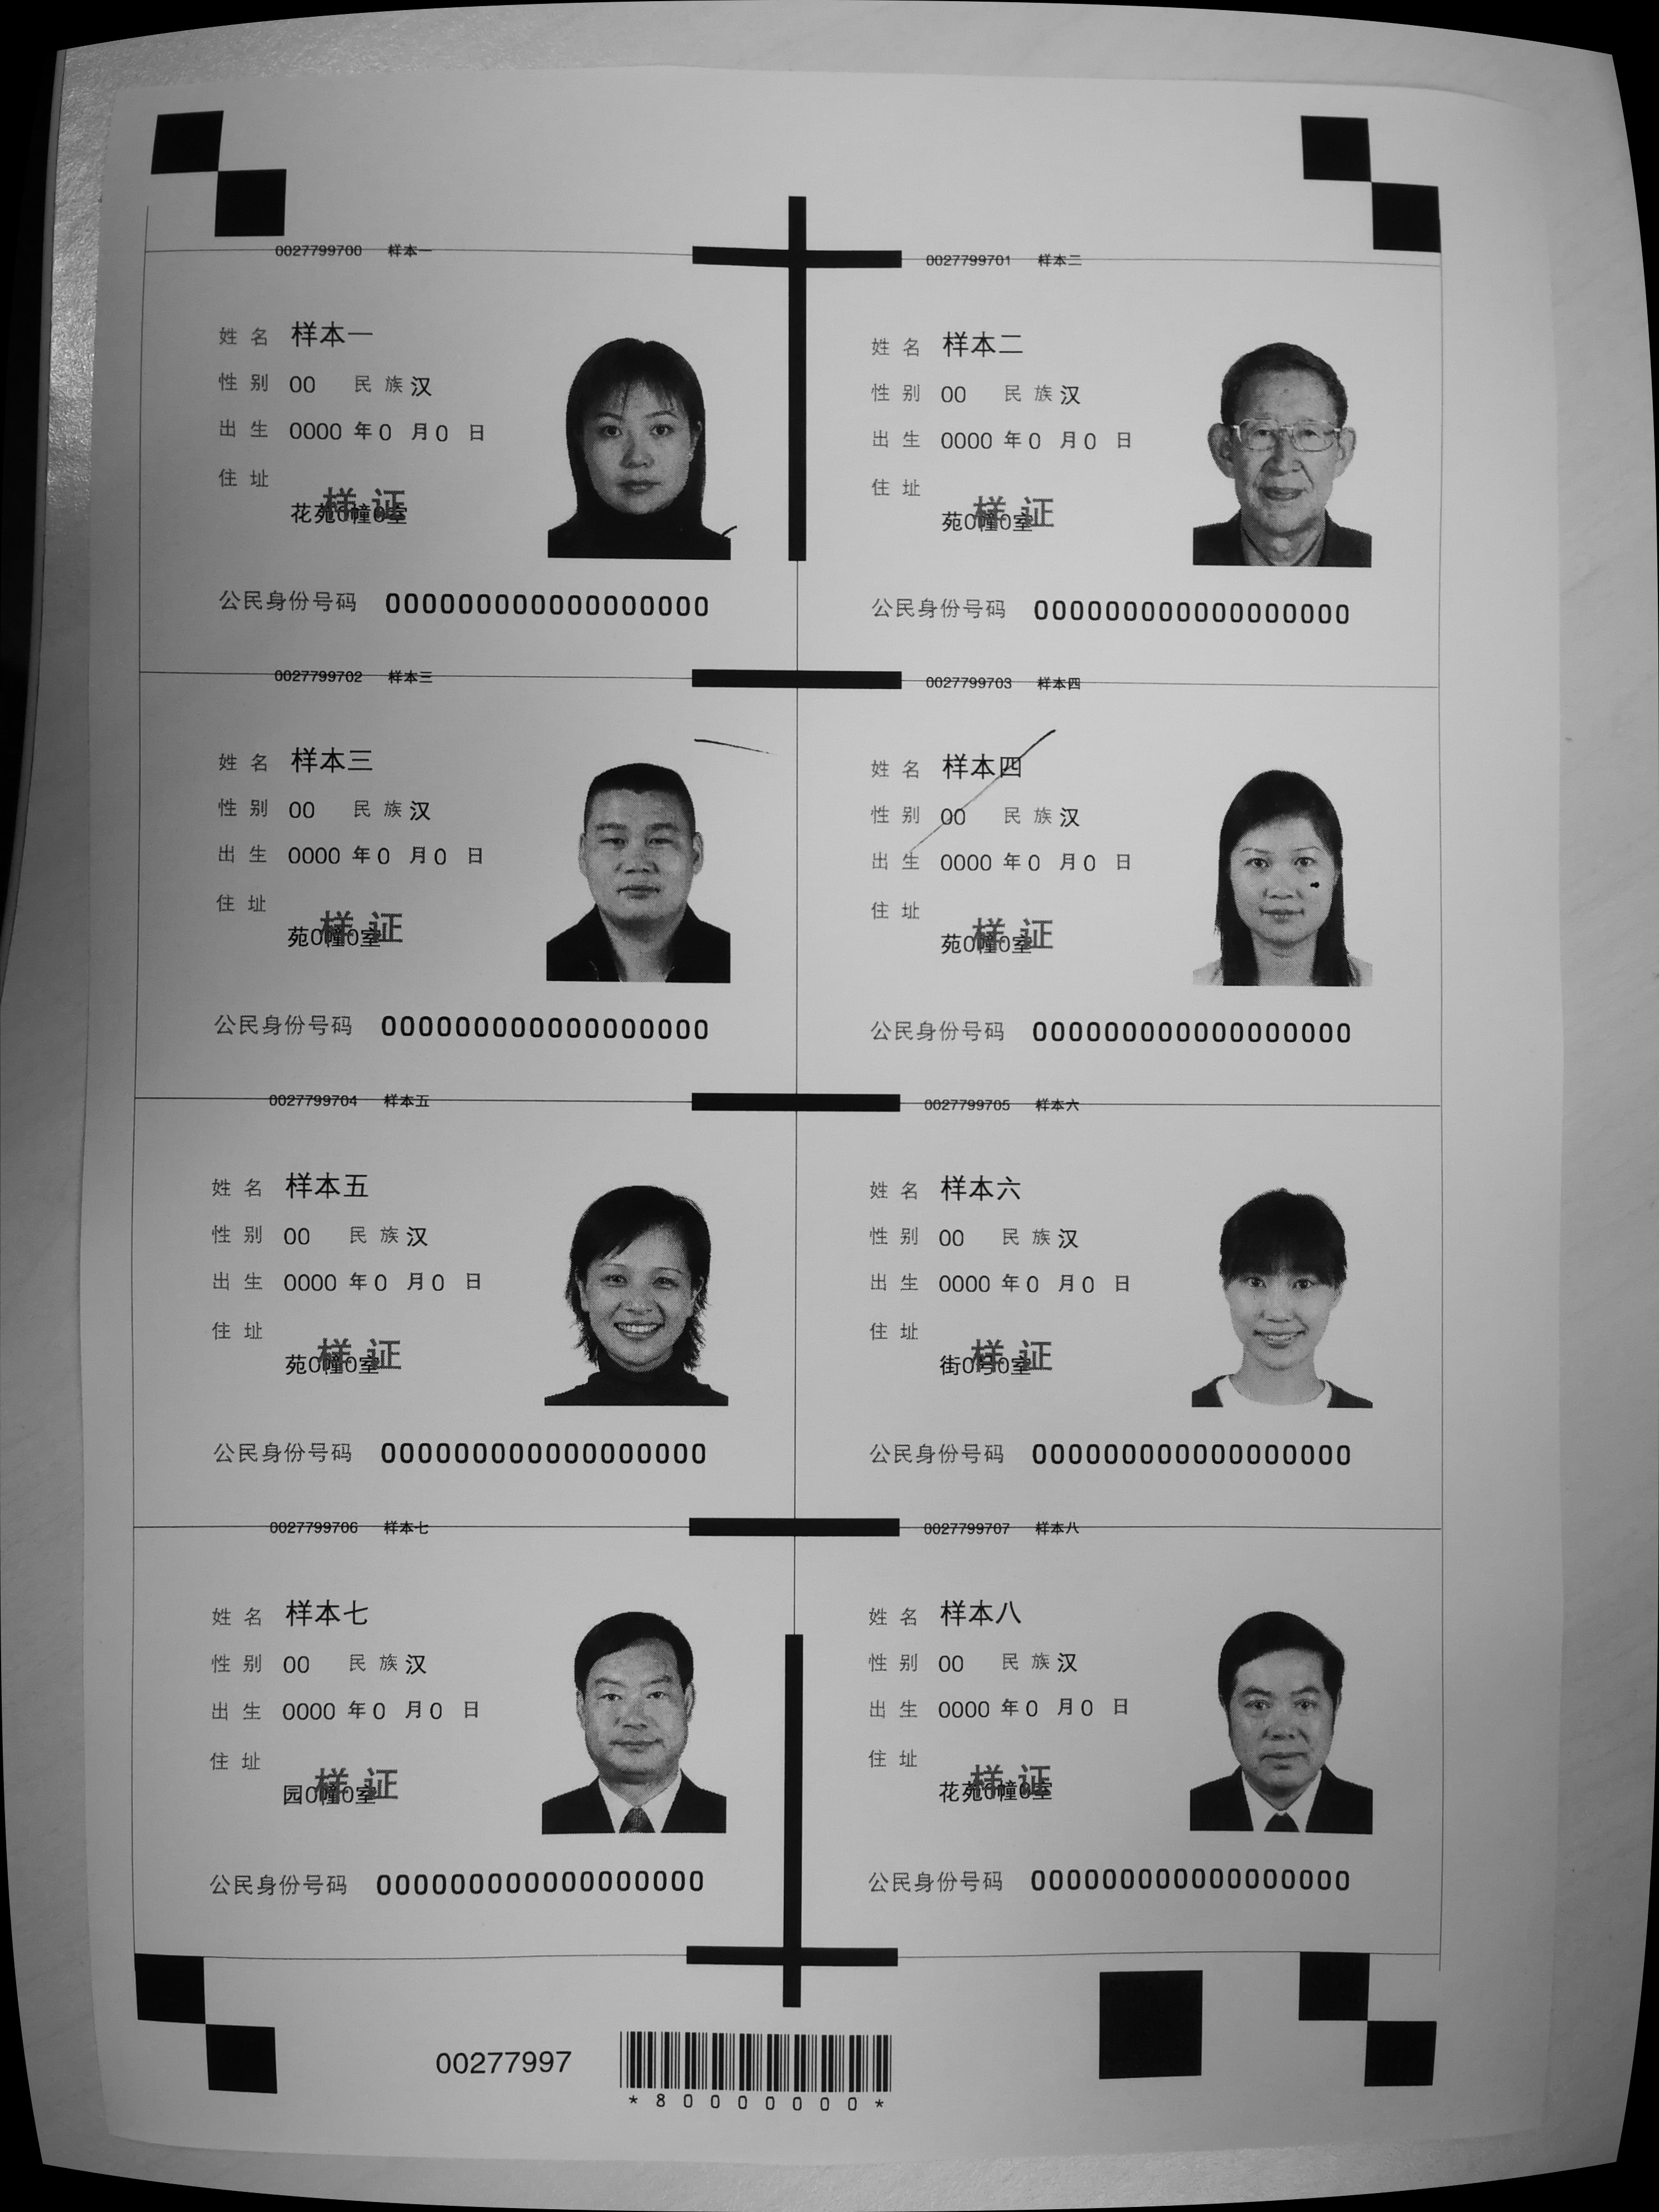 0027799700 样本一
姓名 样本一
性别 00 民族 汉
出生 0000 年 0 月 0 日
住址
样证
花苑0幢0室
公民身份号码 000000000000000000
0027799701 样本二
姓名 样本二
性别 00 民族 汉
出生 0000 年 0 月 0 日
住址
样证
苑0幢0室
公民身份号码 000000000000000000
0027799702 样本三
姓名 样本三
性别 00 民族 汉
出生 0000 年 0 月 0 日
住址
样证
苑0幢0室
公民身份号码 000000000000000000
0027799703 样本四
姓名 样本四
性别 00 民族 汉
出生 0000 年 0 月 0 日
住址
样证
苑0幢0室
公民身份号码 000000000000000000
0027799704 样本五
姓名 样本五
性别 00 民族 汉
出生 0000 年 0 月 0 日
住址
样证
苑0幢0室
公民身份号码 000000000000000000
0027799705 样本六
姓名 样本六
性别 00 民族 汉
出生 0000 年 0 月 0 日
住址
样证
街0号0室
公民身份号码 000000000000000000
0027799706 样本七
姓名 样本七
性别 00 民族 汉
出生 0000 年 0 月 0 日
住址
样证
园0幢0室
公民身份号码 000000000000000000
0027799707 样本八
姓名 样本八
性别 00 民族 汉
出生 0000 年 0 月 0 日
住址
样证
花苑0幢0室
公民身份号码 000000000000000000
00277997
*80000000*